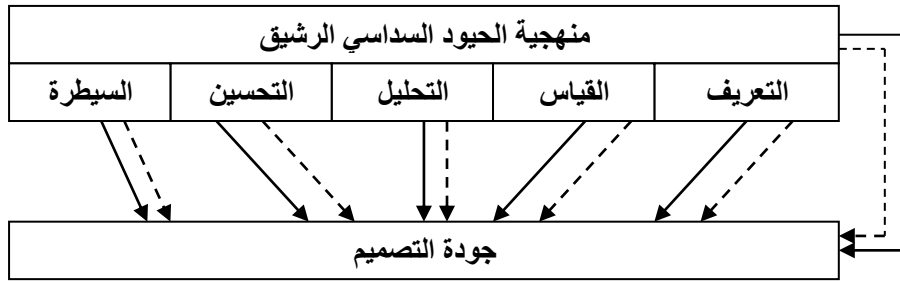 منهجية الحيود السداسي الرشيق
التعريف القياس التحليل التحسين السيطرة
جودة التصميم